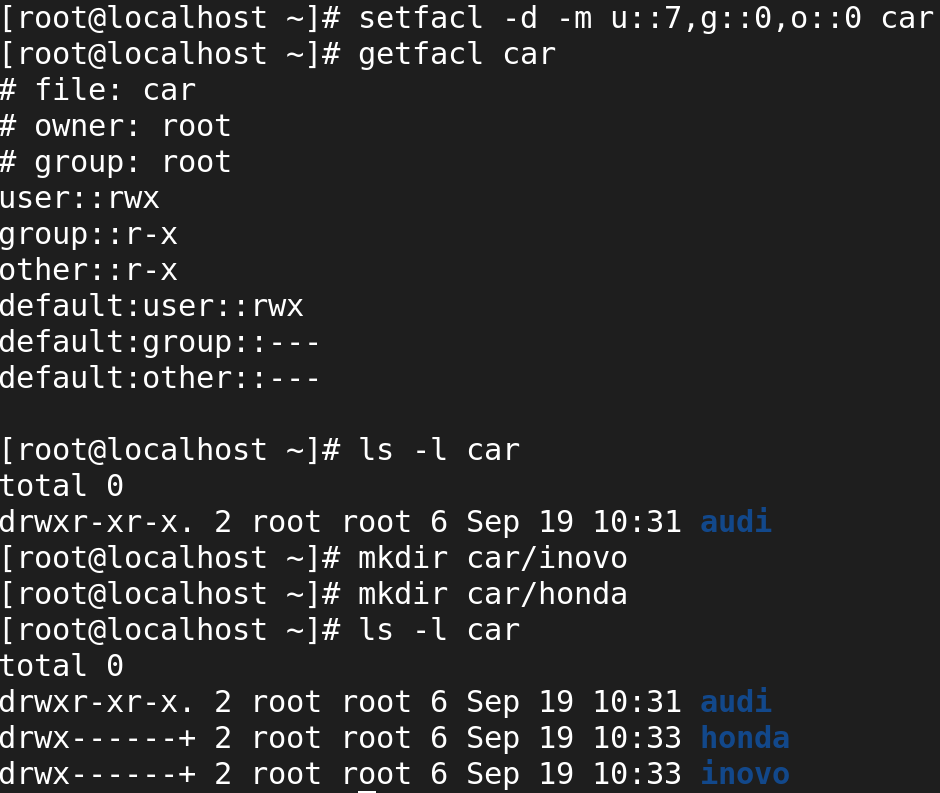 [root@localhost ~]# setfacl -d -m u::7,g::0,o::0 car
[root@localhost ~]# getfacl car
# file: car
# owner: root
# group: root
user::rwx
group::r-x
other::r-x
default:user::rwx
default:group::---
default:other::---
[root@localhost ~]# ls -l car
total 0
drwxr-xr-x. 2 root root 6 Sep 19 10:31 audi
[root@localhost ~]# mkdir car/inovo
[root@localhost ~]# mkdir car/honda
[root@localhost ~]# ls -l car
total 0
drwxr-xr-x. 2 root root 6 Sep 19 10:31 audi
drwx------+ 2 root root 6 Sep 19 10:33 honda
drwx------+ 2 root root 6 Sep 19 10:33 inovo